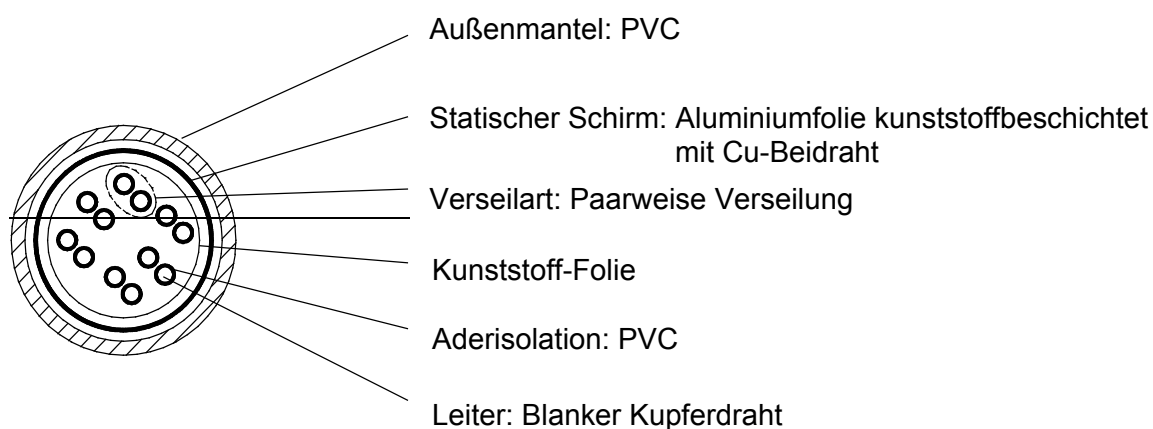 Außenmantel: PVC
Statischer Schirm: Aluminiumfolie kunststoffbeschichtet
mit Cu-Beidraht
Verseilart: Paarweise Verseilung
Kunststoff-Folie
Aderisolation: PVC
Leiter: Blanker Kupferdraht